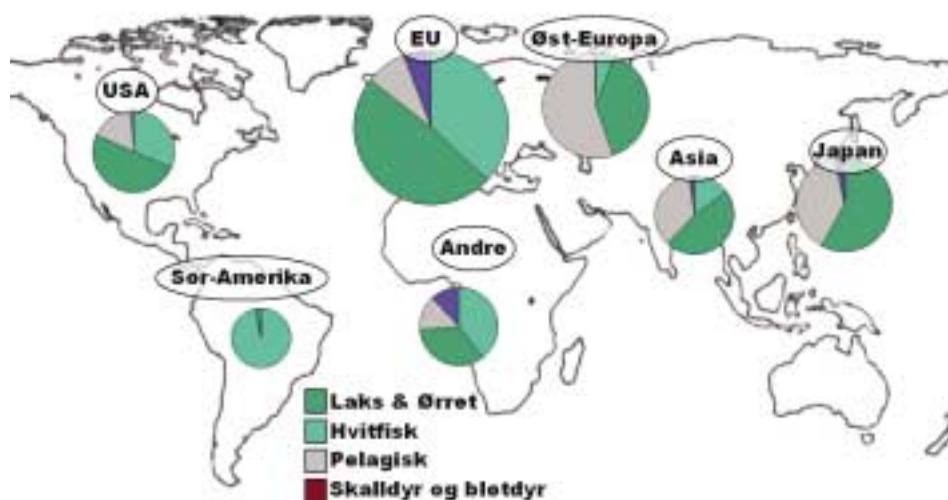 EU
Øst-Europa
USA
Asia
Japan
Andre
Sør-Amerika
Laks & Ørret
Hvitfisk
Pelagisk
Skalldyr og bløtdyr